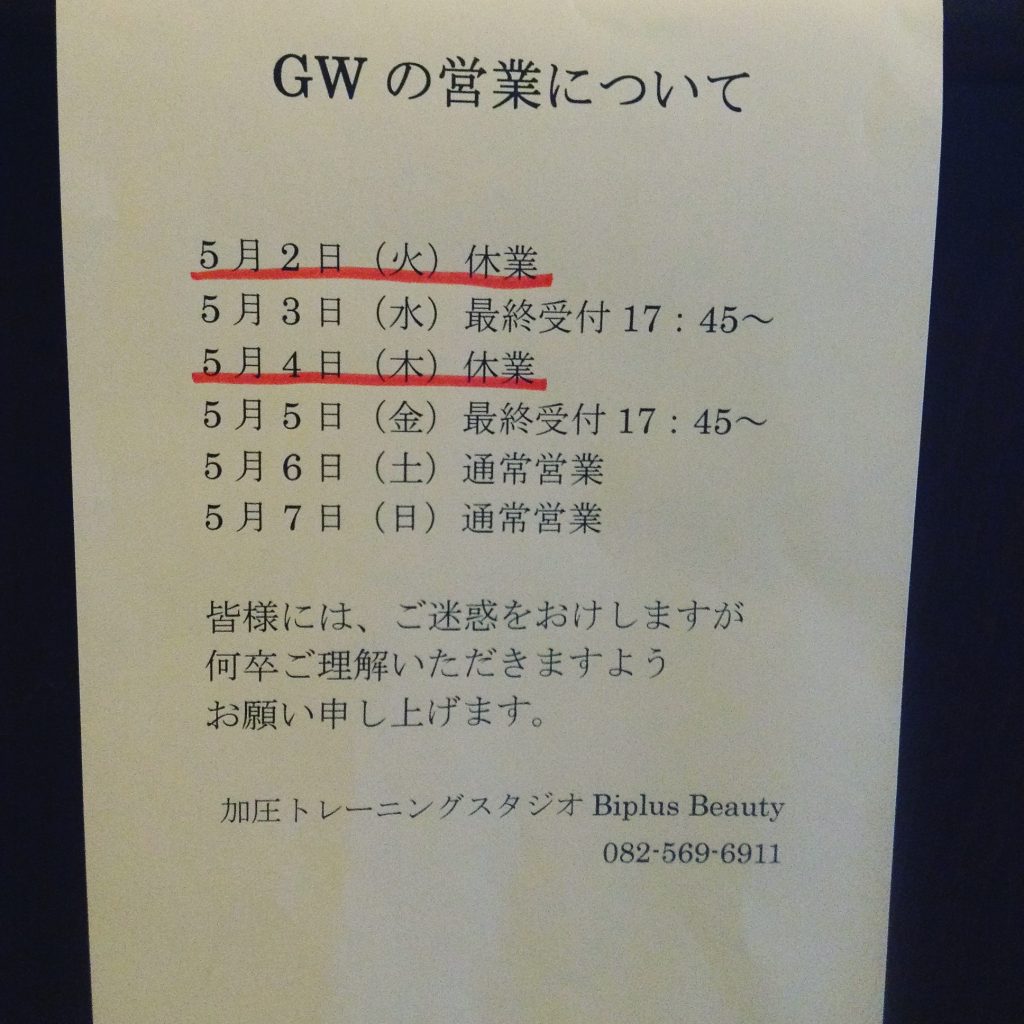 GWの営業について
5月2日（火）休業
5月3日（水）最終受付 17：45～
5月4日（木）休業
5月5日（金）最終受付 17：45～
5月6日（土）通常営業
5月7日（日）通常営業
皆様には、ご迷惑をおけしますが
何卒ご理解いただきますよう
お願い申し上げます。
加圧トレーニングスタジオ Biplus Beauty
082-569-6911